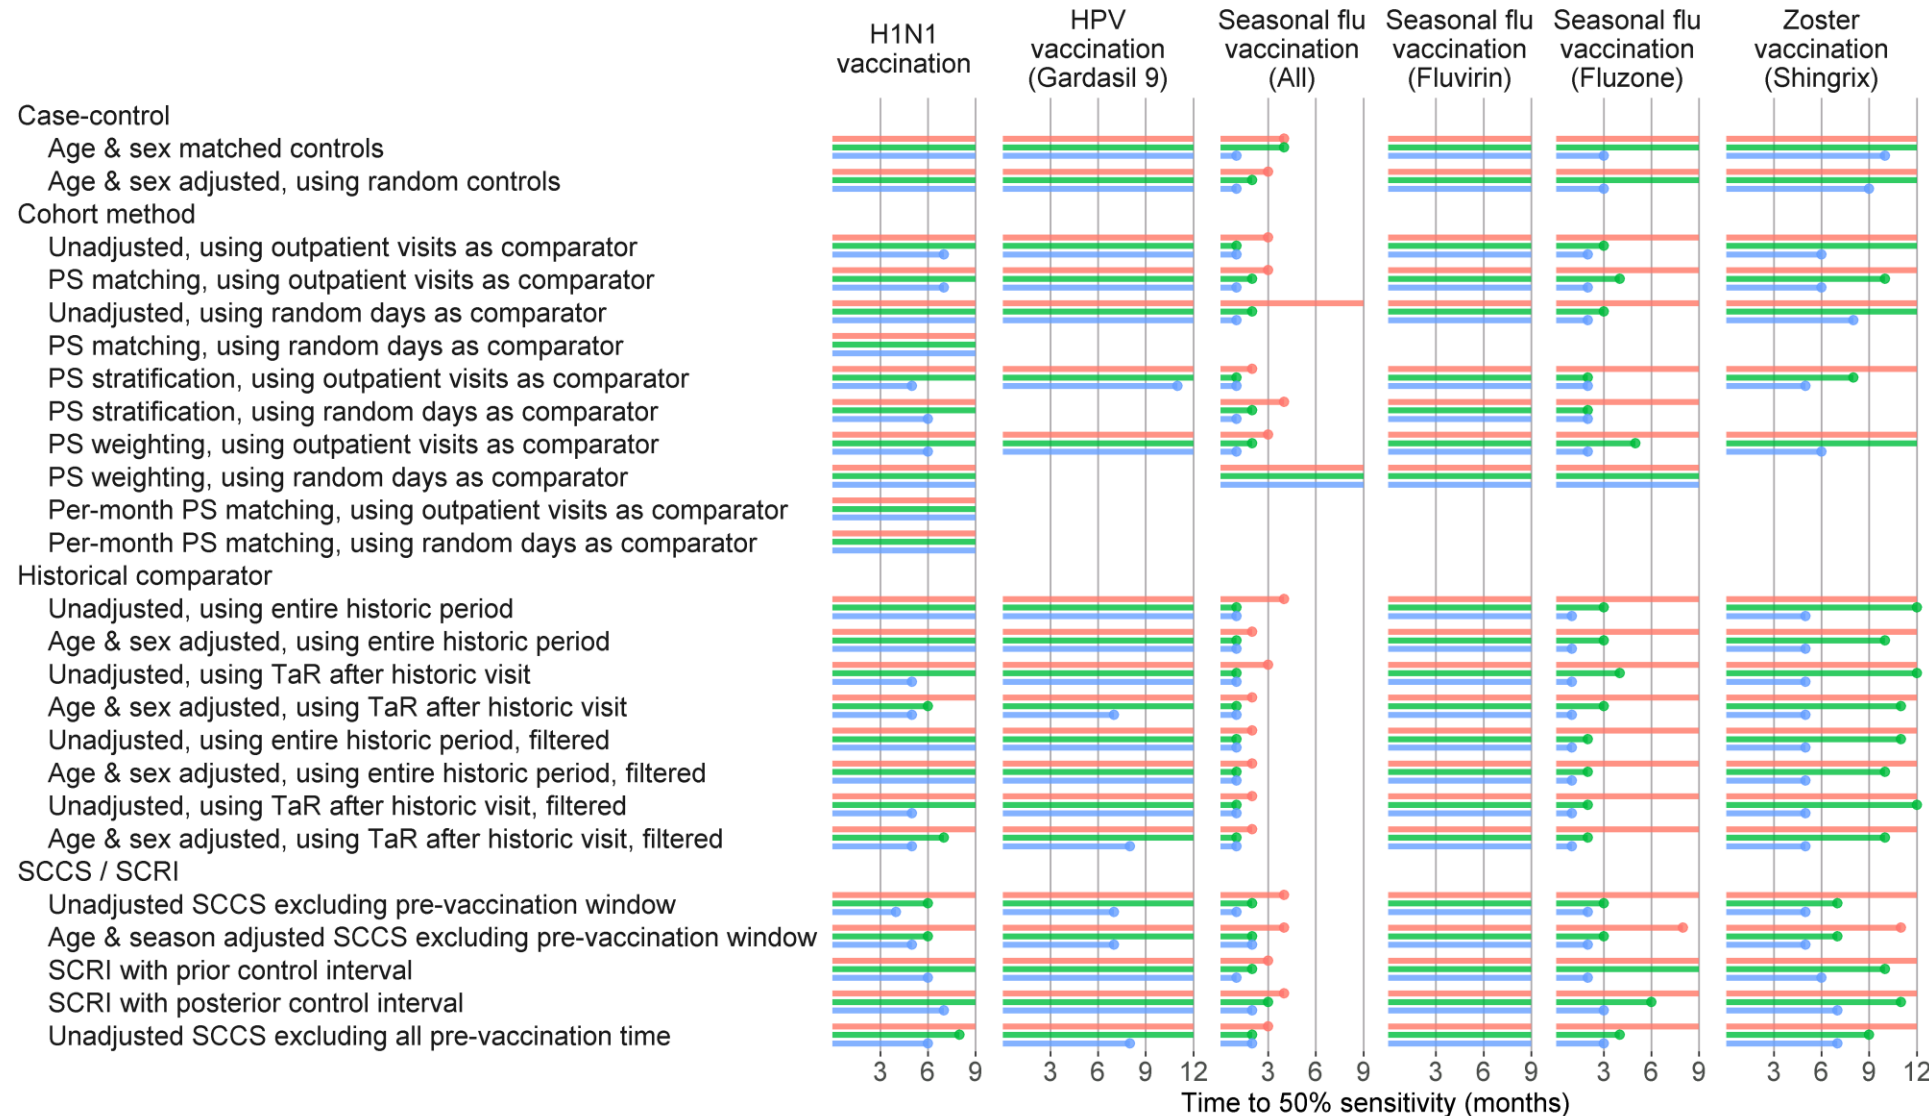 H1N1
vaccination
HPV
vaccination
(Gardasil 9)
Seasonal flu
vaccination
(All)
Seasonal flu
vaccination
(Fluvirin)
Seasonal flu
vaccination
(Fluzone)
Zoster
vaccination
(Shingrix)
Case-control
Age & sex matched controls
Age & sex adjusted, using random controls
Cohort method
Unadjusted, using outpatient visits as comparator
PS matching, using outpatient visits as comparator
Unadjusted, using random days as comparator
PS matching, using random days as comparator
PS stratification, using outpatient visits as comparator
PS stratification, using random days as comparator
PS weighting, using outpatient visits as comparator
PS weighting, using random days as comparator
Per-month PS matching, using outpatient visits as comparator
Per-month PS matching, using random days as comparator
Historical comparator
Unadjusted, using entire historic period
Age & sex adjusted, using entire historic period
Unadjusted, using TaR after historic visit
Age & sex adjusted, using TaR after historic visit
Unadjusted, using entire historic period, filtered
Age & sex adjusted, using entire historic period, filtered
Unadjusted, using TaR after historic visit, filtered
Age & sex adjusted, using TaR after historic visit, filtered
SCCS / SCRI
Unadjusted SCCS excluding pre-vaccination window
Age & season adjusted SCCS excluding pre-vaccination window
SCRI with prior control interval
SCRI with posterior control interval
Unadjusted SCCS excluding all pre-vaccination time
3 6 9 3 6 9 12 3 6 9 3 6 9 3 6 9 3 6 9 12
Time to 50% sensitivity (months)